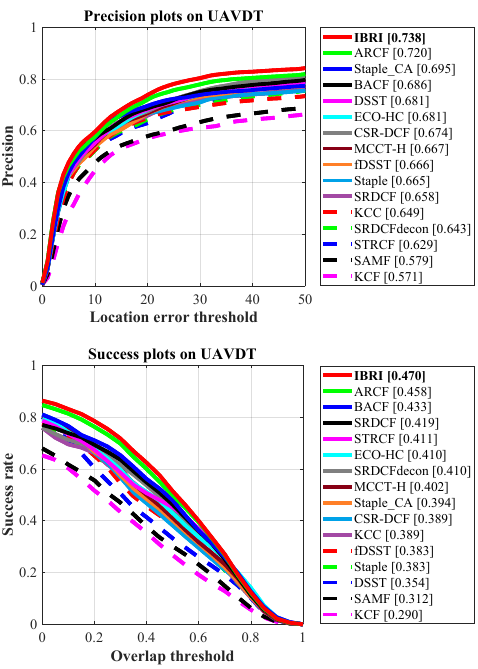 Precision plots on UAVDT
Precision
1
0.8
0.6
0.4
0.2
0
0 10 20 30 40 50
Location error threshold
IBRI [0.738]
ARCF [0.720]
Staple_CA [0.695]
BACF [0.686]
DSST [0.681]
ECO-HC [0.681]
CSR-DCF [0.674]
MCCT-H [0.667]
fDSST [0.666]
Staple [0.665]
SRDCF [0.658]
KCC [0.649]
SRDCFdecon [0.643]
STRCF [0.629]
SAMF [0.579]
KCF [0.571]
Success plots on UAVDT
Success rate
1
0.8
0.6
0.4
0.2
0
0 0.2 0.4 0.6 0.8 1
Overlap threshold
IBRI [0.470]
ARCF [0.458]
BACF [0.433]
SRDCF [0.419]
STRCF [0.411]
ECO-HC [0.410]
SRDCFdecon [0.410]
MCCT-H [0.402]
Staple_CA [0.394]
CSR-DCF [0.389]
KCC [0.389]
fDSST [0.383]
Staple [0.383]
DSST [0.354]
SAMF [0.312]
KCF [0.290]